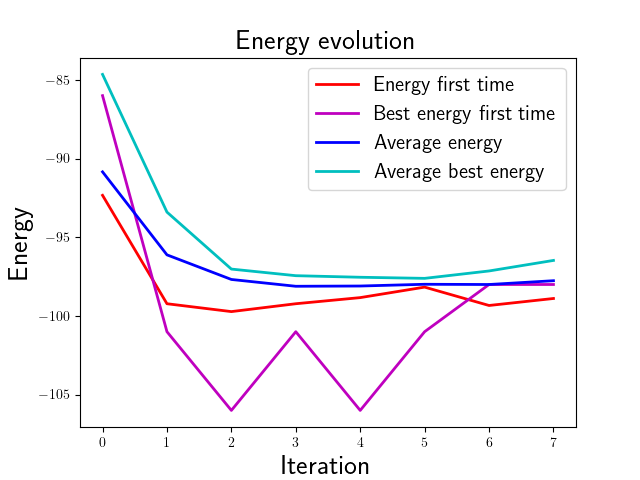 Energy evolution
Energy first time
Best energy first time
Average energy
Average best energy
Energy
−85
−90
−95
−100
−105
0 1 2 3 4 5 6 7
Iteration